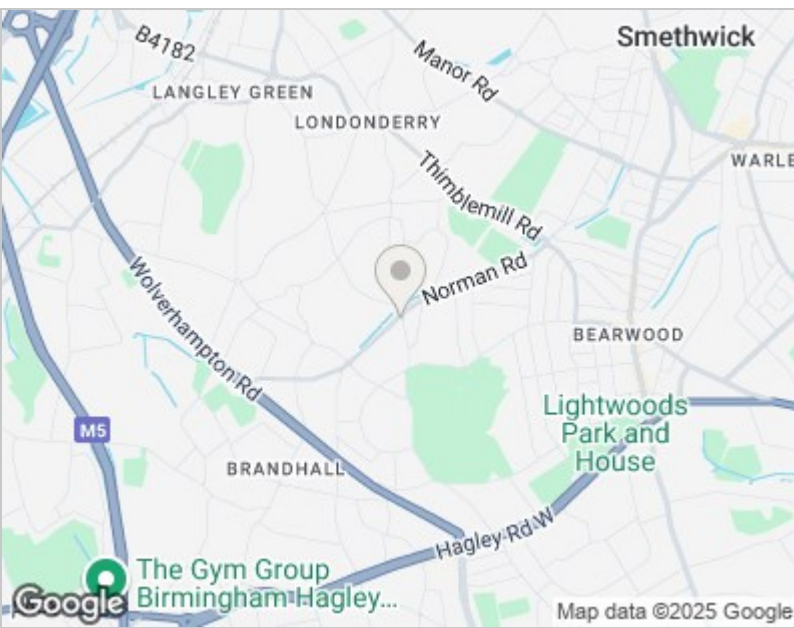 Smethwick
B4182
Manor Rd
LANGLEY GREEN
LONDONDERRY
WARLE
Thimblemill Rd
Norman Rd
Wolverhampton Rd
BEARWOOD
Lightwoods
Park and
House
M5
BRANDHALL
Hagley Rd W
The Gym Group
Birmingham Hagley...
Google
Map data ©2025 Google